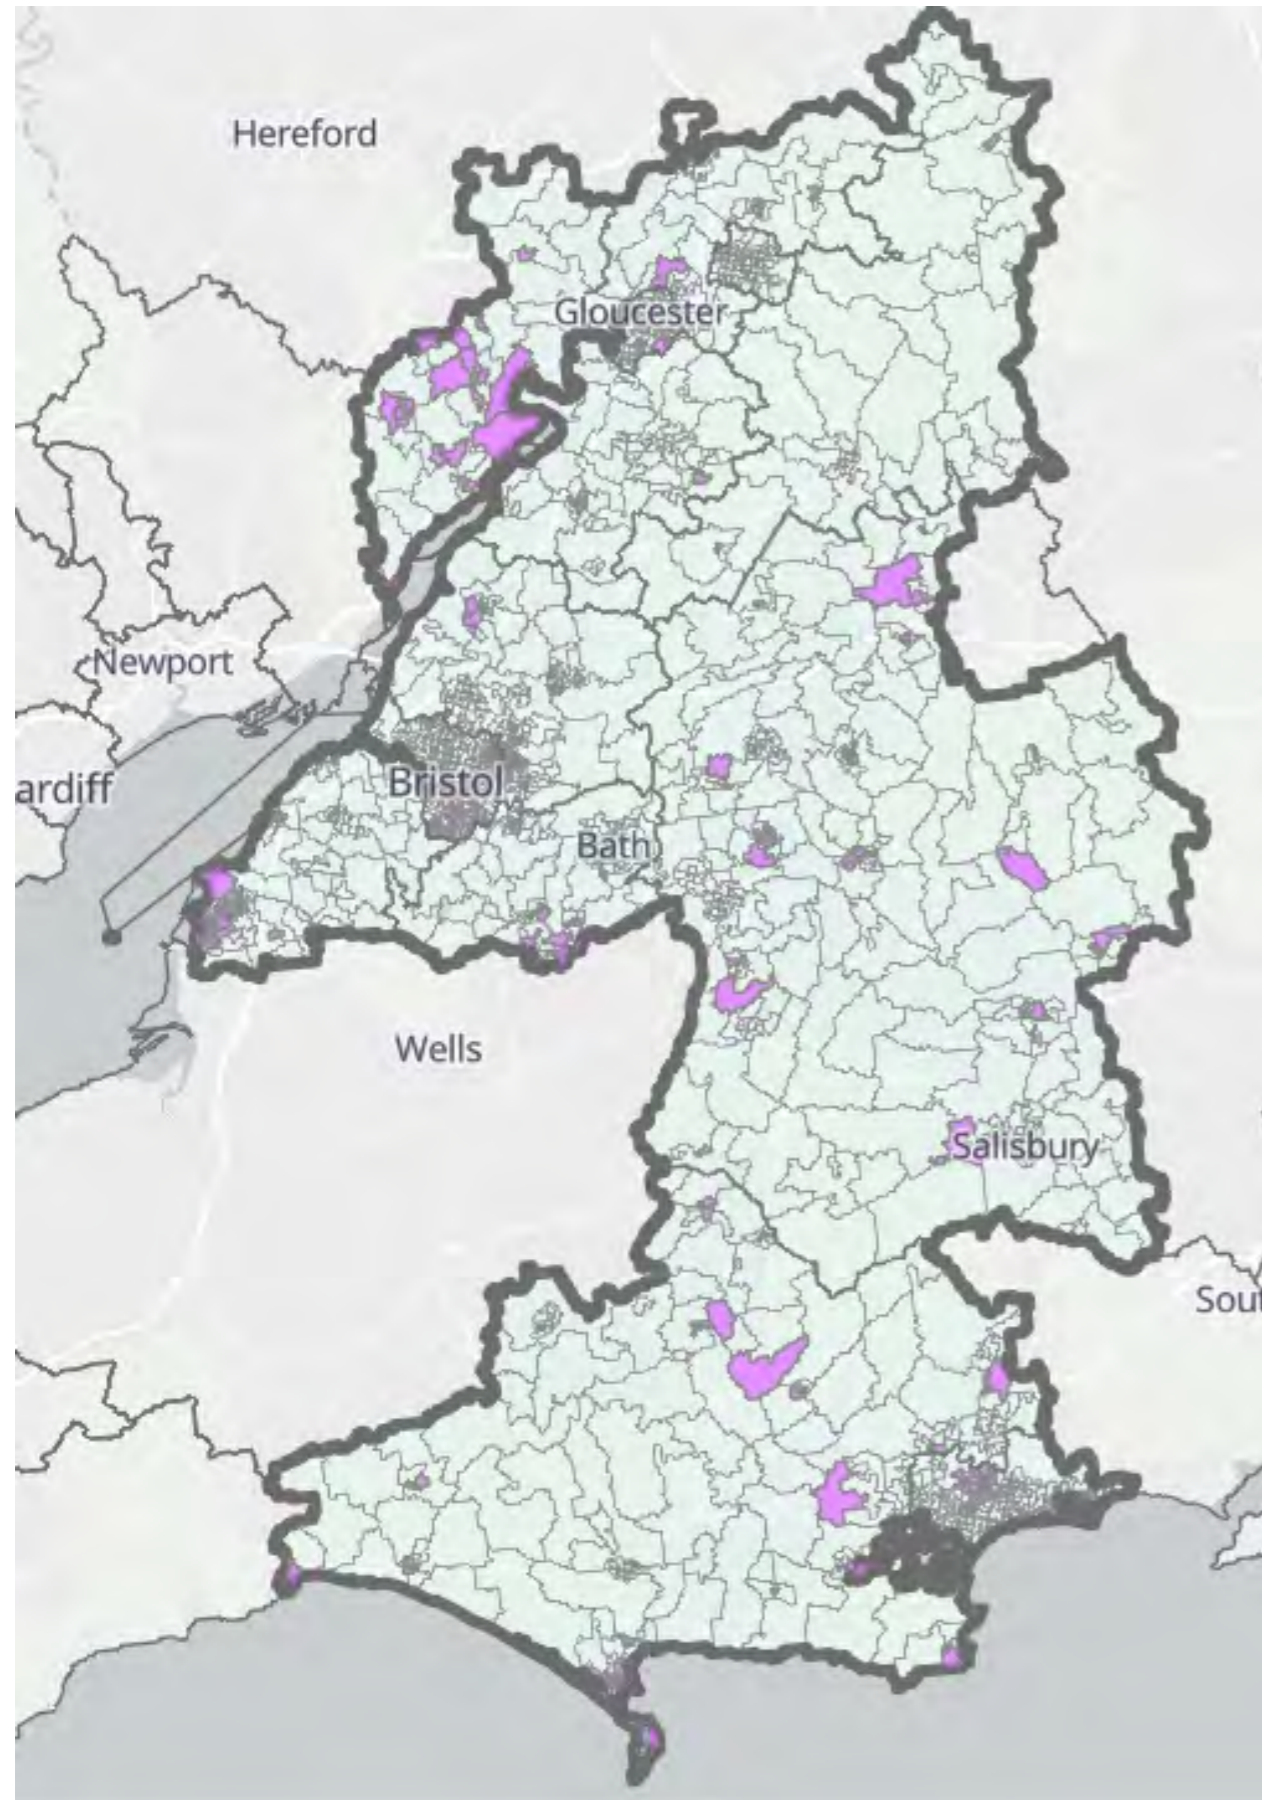 Hereford
Gloucester
Newport
ardiff
Bristol
Bath
Wells
Salisbury
Sou